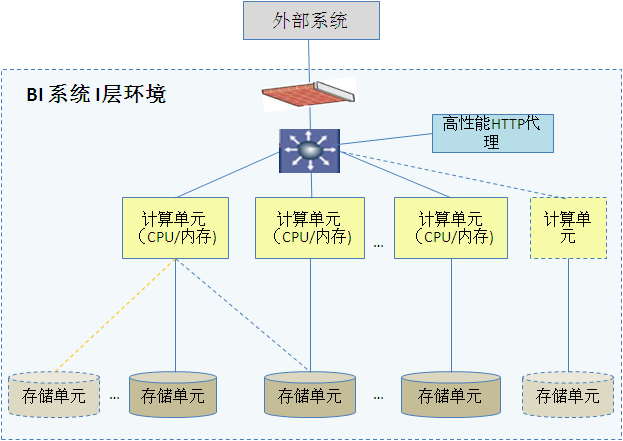 外部系统
BI 系统 I层环境
高性能HTTP代
理
计算单元
（CPU/内存)
计算单元
（CPU/内存)
...
计算单元
（CPU/内存)
计算单
元
存储单元
...
存储单元
存储单元
...
存储单元
存储单元